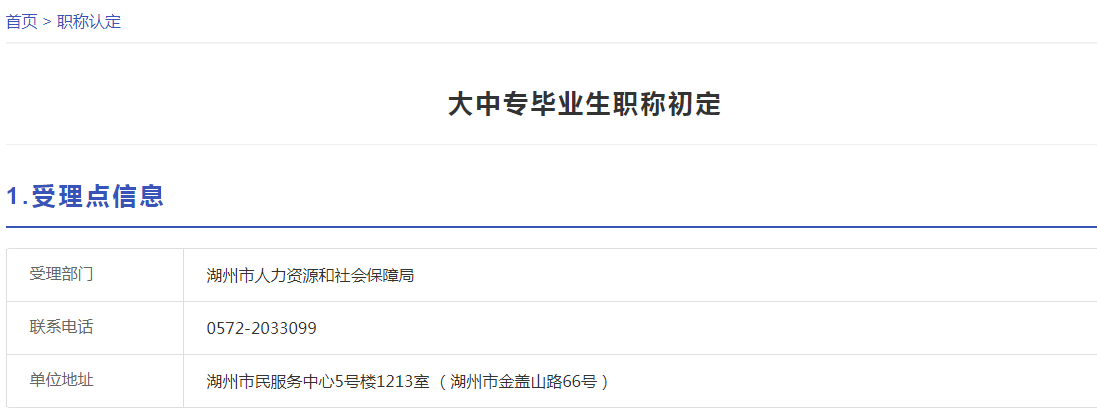 首页 > 职称认定
大中专毕业生职称初定
1.受理点信息
受理部门 湖州市人力资源和社会保障局
联系电话 0572-2033099
单位地址 湖州市民服务中心5号楼1213室 （湖州市金盖山路66号）